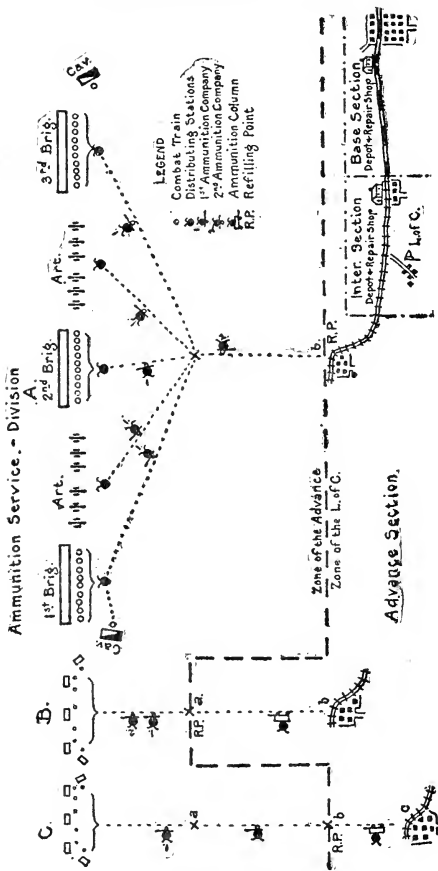 Ammunition Service. - Division
A.
1st Brig.
Art.
2nd Brig.
Art.
3rd Brig.
Cav.
Cav.
LEGEND
Combat Train
Distributing Stations
1st Ammunition Company
2nd Ammunition Company
Ammunition Column
R.P. Refilling Point
b.
R.P.
Zone of the Advance
Zone of the L. of C.
Advance Section.
Inter. Section
Depot + Repair Shop
P L. of C.
Base Section
Depot + Repair Shop
B.
R.P.
a.
b
C.
a
R.P.
b
c